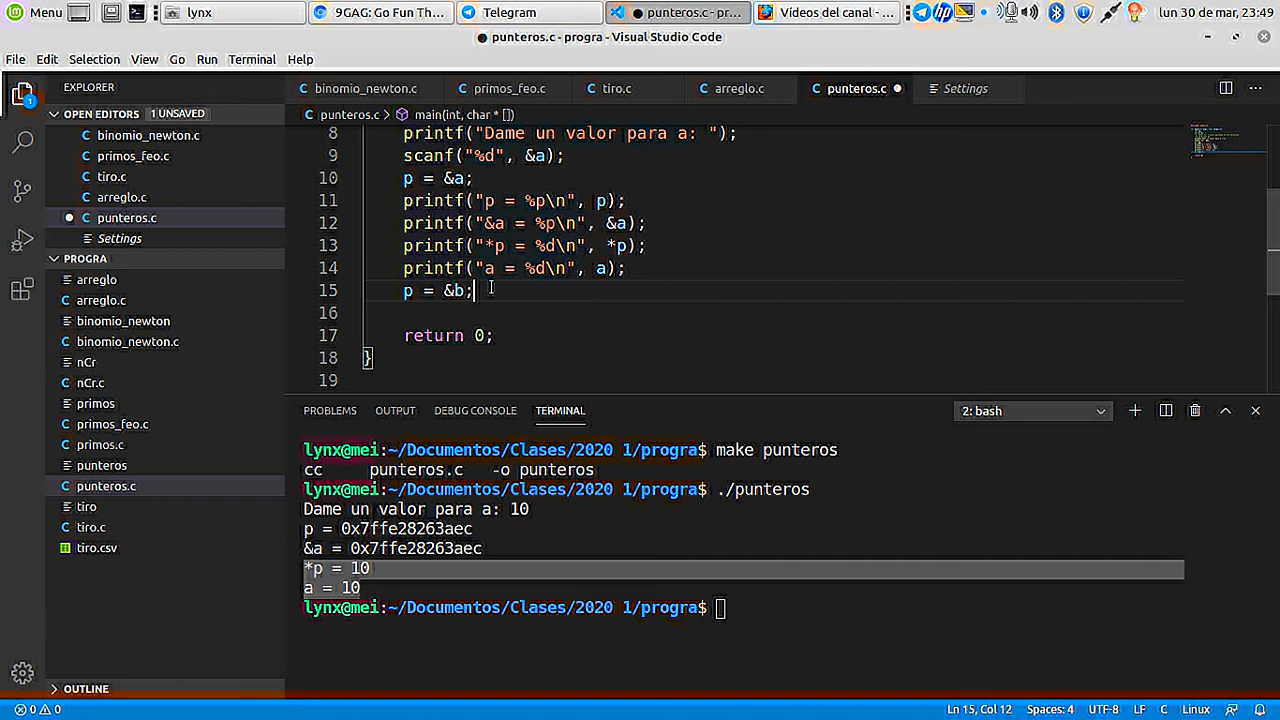 Menu lynx 9GAG: Go Fun Th... Telegram ● punteros.c - pr... Vídeos del canal - ... lun 30 de mar, 23:49
● punteros.c - progra - Visual Studio Code
File Edit Selection View Go Run Terminal Help
EXPLORER
OPEN EDITORS 1 UNSAVED
C binomio_newton.c
C primos_feo.c
C tiro.c
C arreglo.c
● C punteros.c
Settings
PROGRA
arreglo
C arreglo.c
binomio_newton
C binomio_newton.c
nCr
C nCr.c
primos
C primos_feo.c
C primos.c
punteros
C punteros.c
tiro
C tiro.c
tiro.csv
OUTLINE
1
C binomio_newton.c C primos_feo.c C tiro.c C arreglo.c C punteros.c ● Settings
C punteros.c > main(int, char * [])
8 printf("Dame un valor para a: ");
9 scanf("%d", &a);
10 p = &a;
11 printf("p = %p\n", p);
12 printf("&a = %p\n", &a);
13 printf("*p = %d\n", *p);
14 printf("a = %d\n", a);
15 p = &b;
16
17 return 0;
18 }
19
PROBLEMS OUTPUT DEBUG CONSOLE TERMINAL 2: bash
lynx@mei:~/Documentos/Clases/2020 1/progra$ make punteros
cc punteros.c -o punteros
lynx@mei:~/Documentos/Clases/2020 1/progra$ ./punteros
Dame un valor para a: 10
p = 0x7ffe28263aec
&a = 0x7ffe28263aec
*p = 10
a = 10
lynx@mei:~/Documentos/Clases/2020 1/progra$
0 0 Ln 15, Col 12 Spaces: 4 UTF-8 LF C Linux